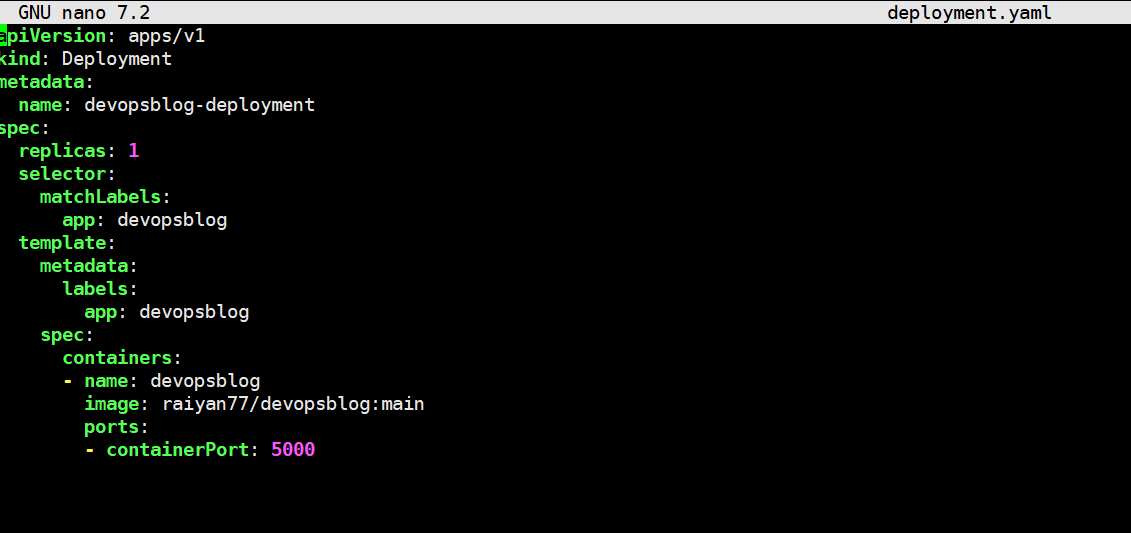 GNU nano 7.2 deployment.yaml
apiVersion: apps/v1
kind: Deployment
metadata:
  name: devopsblog-deployment
spec:
  replicas: 1
  selector:
    matchLabels:
      app: devopsblog
  template:
    metadata:
      labels:
        app: devopsblog
    spec:
      containers:
      - name: devopsblog
        image: raiyan77/devopsblog:main
        ports:
        - containerPort: 5000